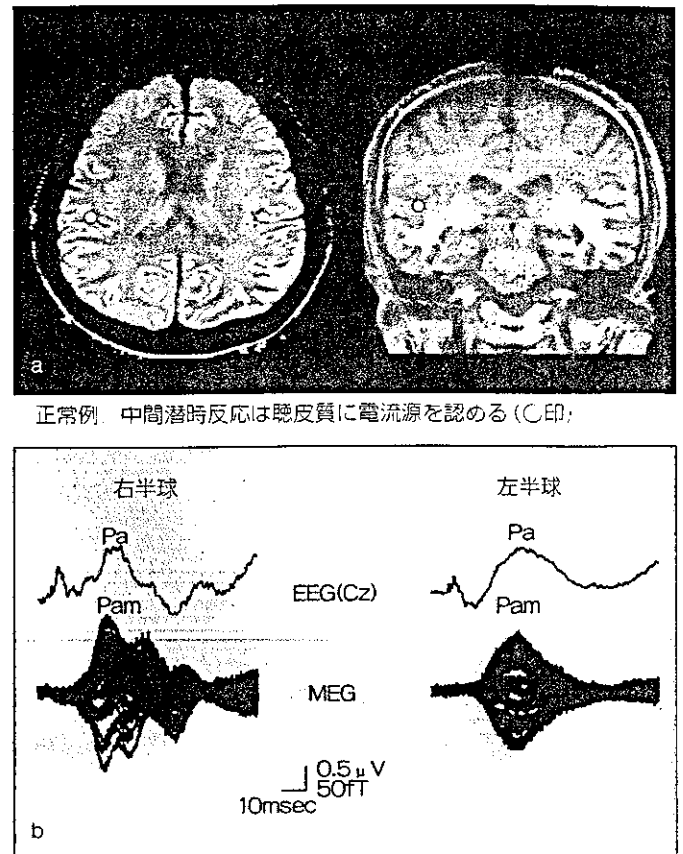 a
正常例 中間潜時反応は聴皮質に電流源を認める(○印)
右半球 左半球
Pa Pa
EEG(Cz)
Pam Pam
MEG
0.5μV
50fT
10msec
b